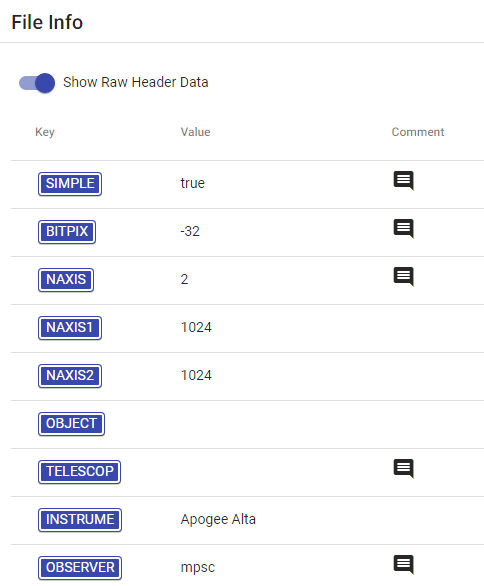 File Info
Show Raw Header Data
Key Value Comment
SIMPLE true
BITPIX -32
NAXIS 2
NAXIS1 1024
NAXIS2 1024
OBJECT
TELESCOP
INSTRUME Apogee Alta
OBSERVER mpsc